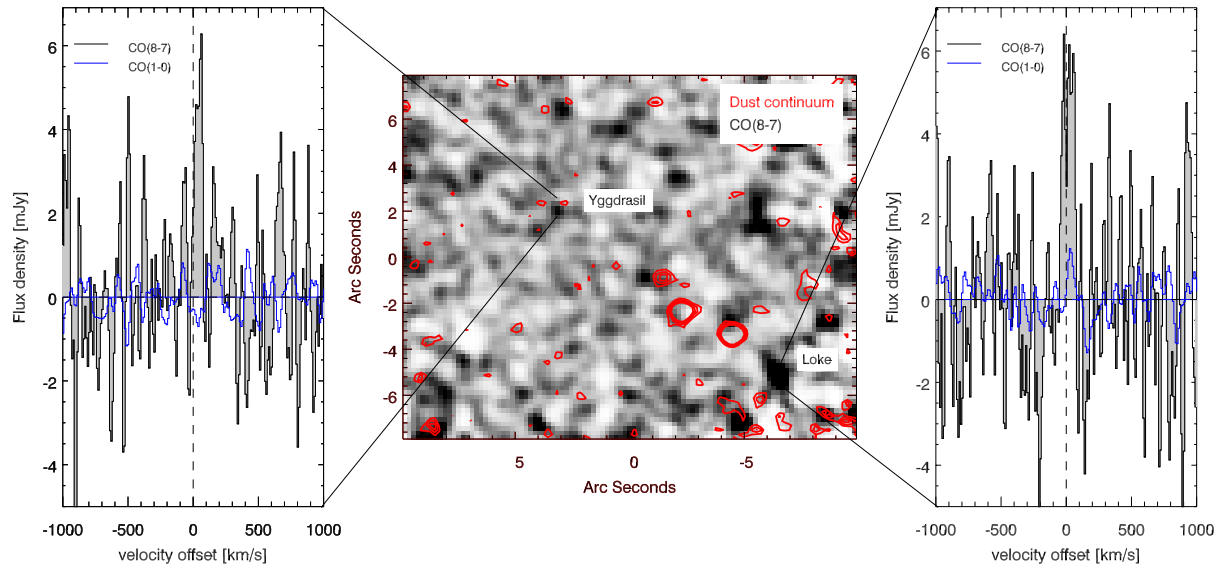 CO(8-7)
CO(1-0)
6
4
2
0
-2
-4
Flux density [mJy]
-1000
-500
0
500
1000
velocity offset [km/s]
Dust continuum
CO(8-7)
Yggdrasil
Loke
6
4
2
0
-2
-4
-6
Arc Seconds
5
0
-5
Arc Seconds
CO(8-7)
CO(1-0)
6
4
2
0
-2
-4
Flux density [mJy]
-1000
-500
0
500
1000
velocity offset [km/s]